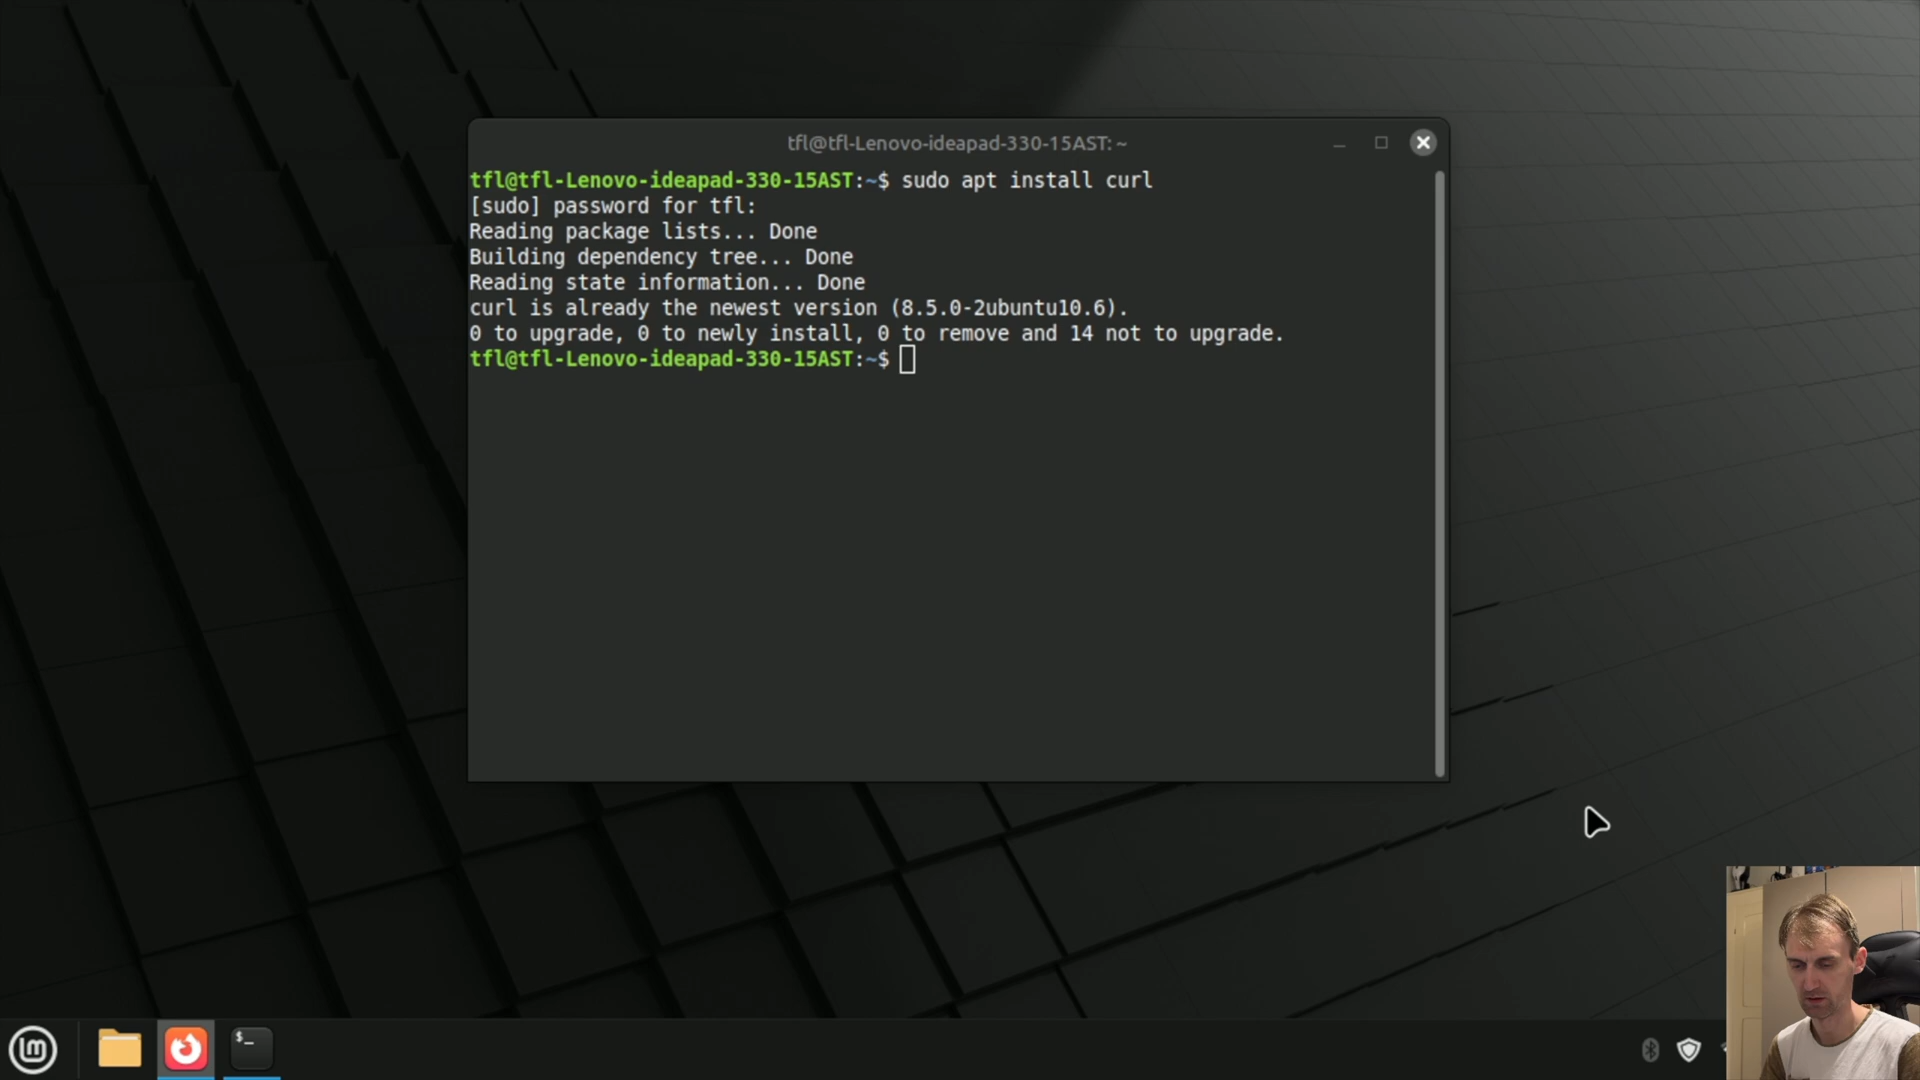 tfl@tfl-Lenovo-ideapad-330-15AST: ~
tfl@tfl-Lenovo-ideapad-330-15AST:~$ sudo apt install curl
[sudo] password for tfl:
Reading package lists... Done
Building dependency tree... Done
Reading state information... Done
curl is already the newest version (8.5.0-2ubuntu10.6).
0 to upgrade, 0 to newly install, 0 to remove and 14 not to upgrade.
tfl@tfl-Lenovo-ideapad-330-15AST:~$
$_